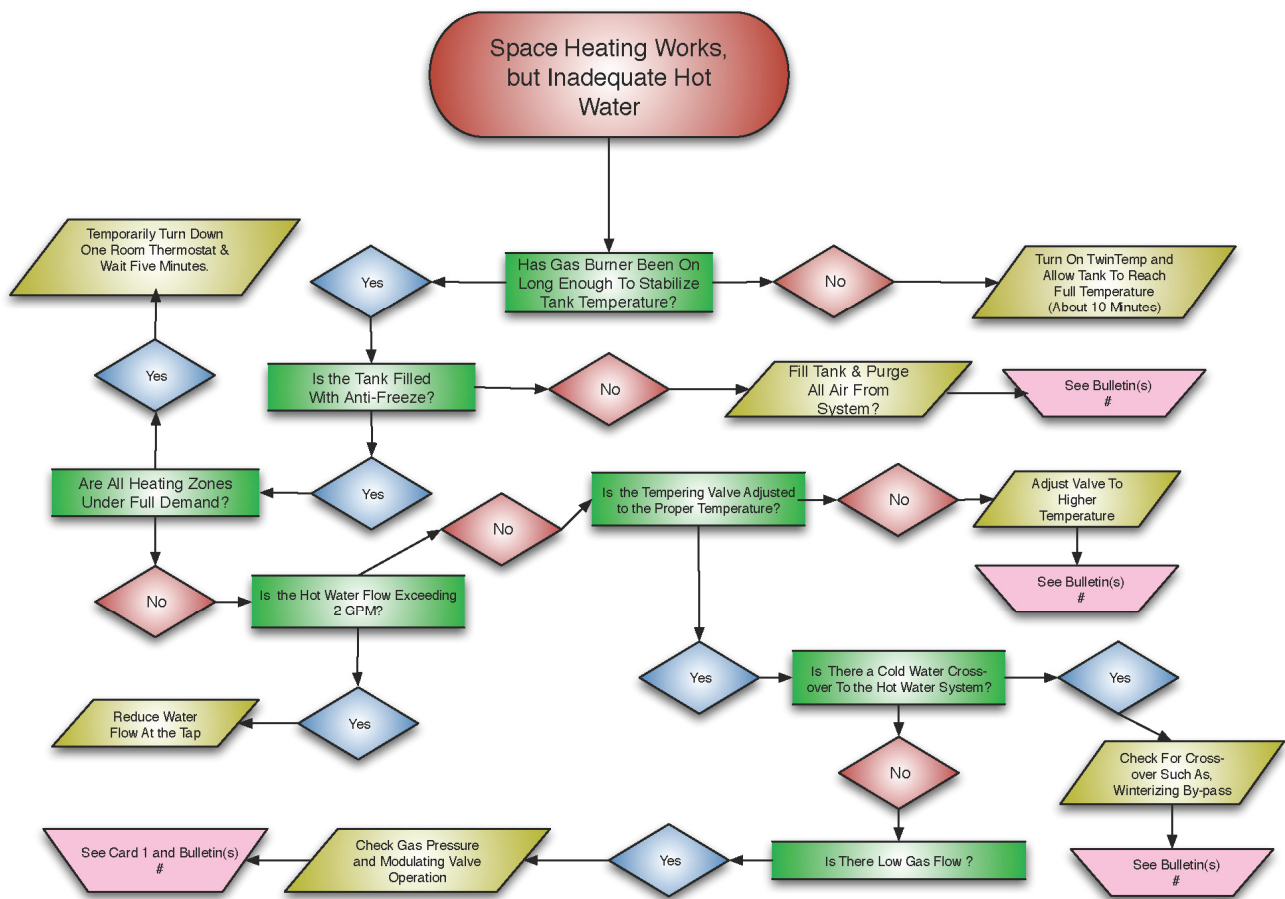 Space Heating Works,
but Inadequate Hot
Water
Temporarily Turn Down
One Room Thermostat &
Wait Five Minutes.
Yes
Has Gas Burner Been On
Long Enough To Stabilize
Tank Temperature?
No
Turn On TwinTemp and
Allow Tank To Reach
Full Temperature
(About 10 Minutes)
Yes
Is the Tank Filled
With Anti-Freeze?
No
Fill Tank & Purge
All Air From
System?
See Bulletin(s)
#
Are All Heating Zones
Under Full Demand?
Yes
No
Is the Tempering Valve Adjusted
to the Proper Temperature?
No
Adjust Valve To
Higher
Temperature
See Bulletin(s)
#
No
Is the Hot Water Flow Exceeding
2 GPM?
Yes
Is There a Cold Water Cross-
over To the Hot Water System?
Yes
Reduce Water
Flow At the Tap
Yes
No
Check For Cross-
over Such As,
Winterizing By-pass
See Card 1 and Bulletin(s)
#
Check Gas Pressure
and Modulating Valve
Operation
Yes
Is There Low Gas Flow ?
See Bulletin(s)
#